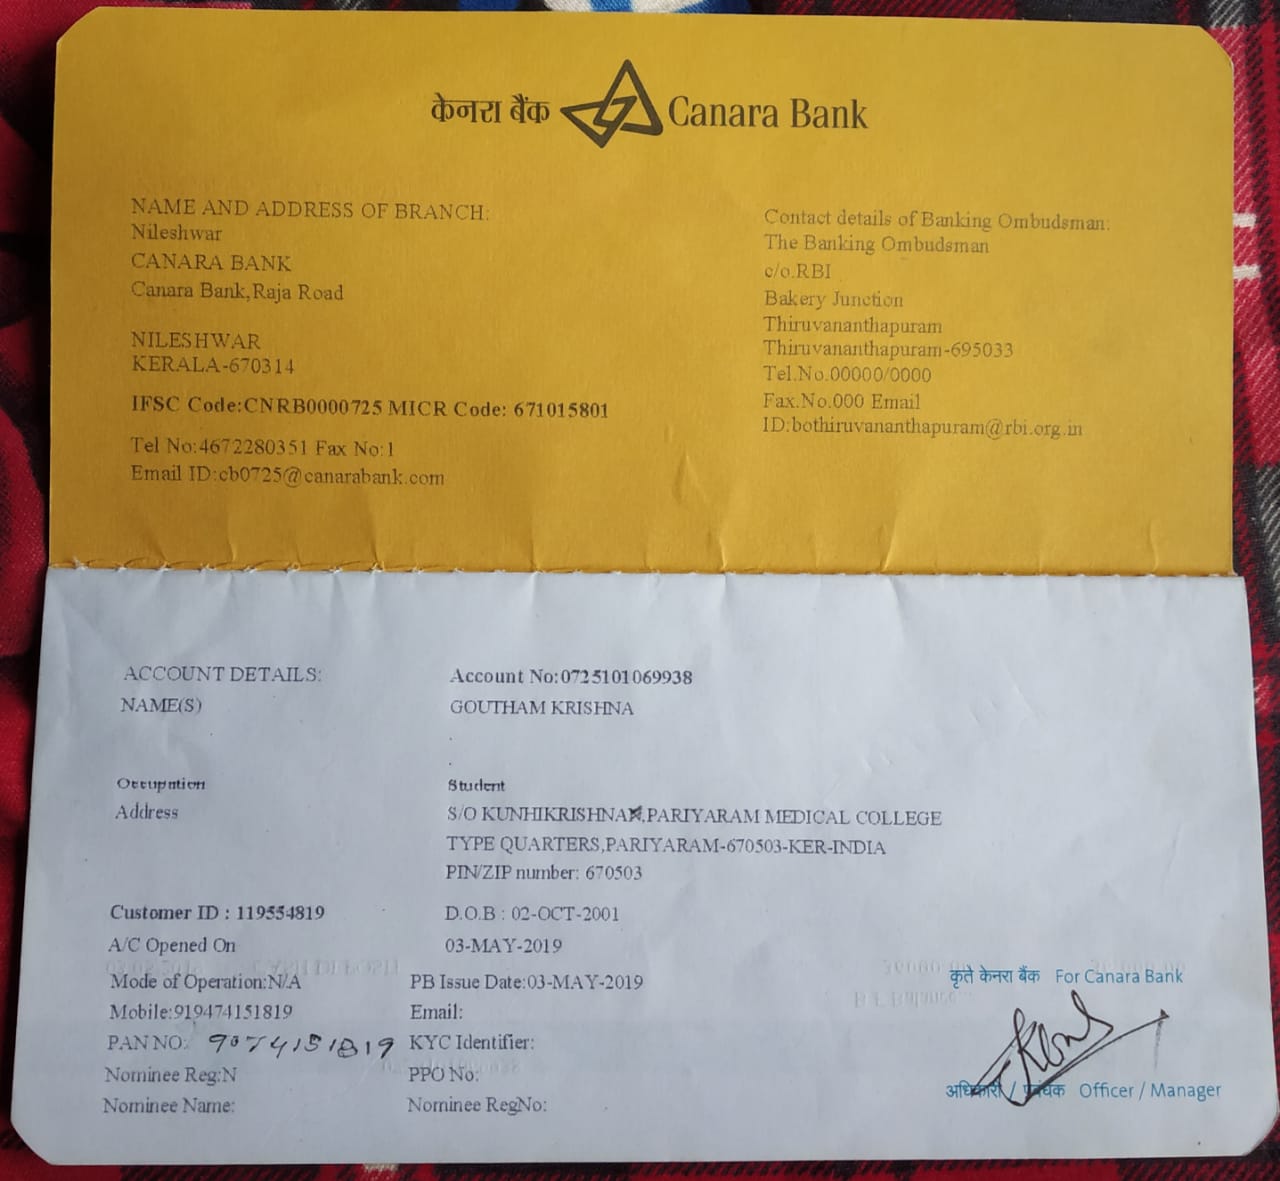 केनरा बैंक Canara Bank
NAME AND ADDRESS OF BRANCH:
Nileshwar
CANARA BANK
Canara Bank,Raja Road
NILESHWAR
KERALA-670314
IFSC Code:CNRB0000725 MICR Code: 671015801
Tel No:4672280351 Fax No:1
Email ID:cb0725@canarabank.com
Contact details of Banking Ombudsman:
The Banking Ombudsman
c/o.RBI
Bakery Junction
Thiruvananthapuram
Thiruvananthapuram-695033
Tel.No.00000/0000
Fax.No.000 Email
ID:bothiruvananthapuram@rbi.org.in
ACCOUNT DETAILS: Account No:0725101069938
NAME(S) GOUTHAM KRISHNA
Occupation Student
Address S/O KUNHIKRISHNA,PARIYARAM MEDICAL COLLEGE
TYPE QUARTERS,PARIYARAM-670503-KER-INDIA
PIN/ZIP number: 670503
Customer ID : 119554819 D.O.B : 02-OCT-2001
A/C Opened On 03-MAY-2019
Mode of Operation:N/A PB Issue Date:03-MAY-2019
कृते केनरा बैंक For Canara Bank
Mobile:919474151819 Email:
PAN NO: 9074151819 KYC Identifier:
Nominee Reg:N PPO No:
अधिकारी / प्रबंधक Officer / Manager
Nominee Name: Nominee RegNo: